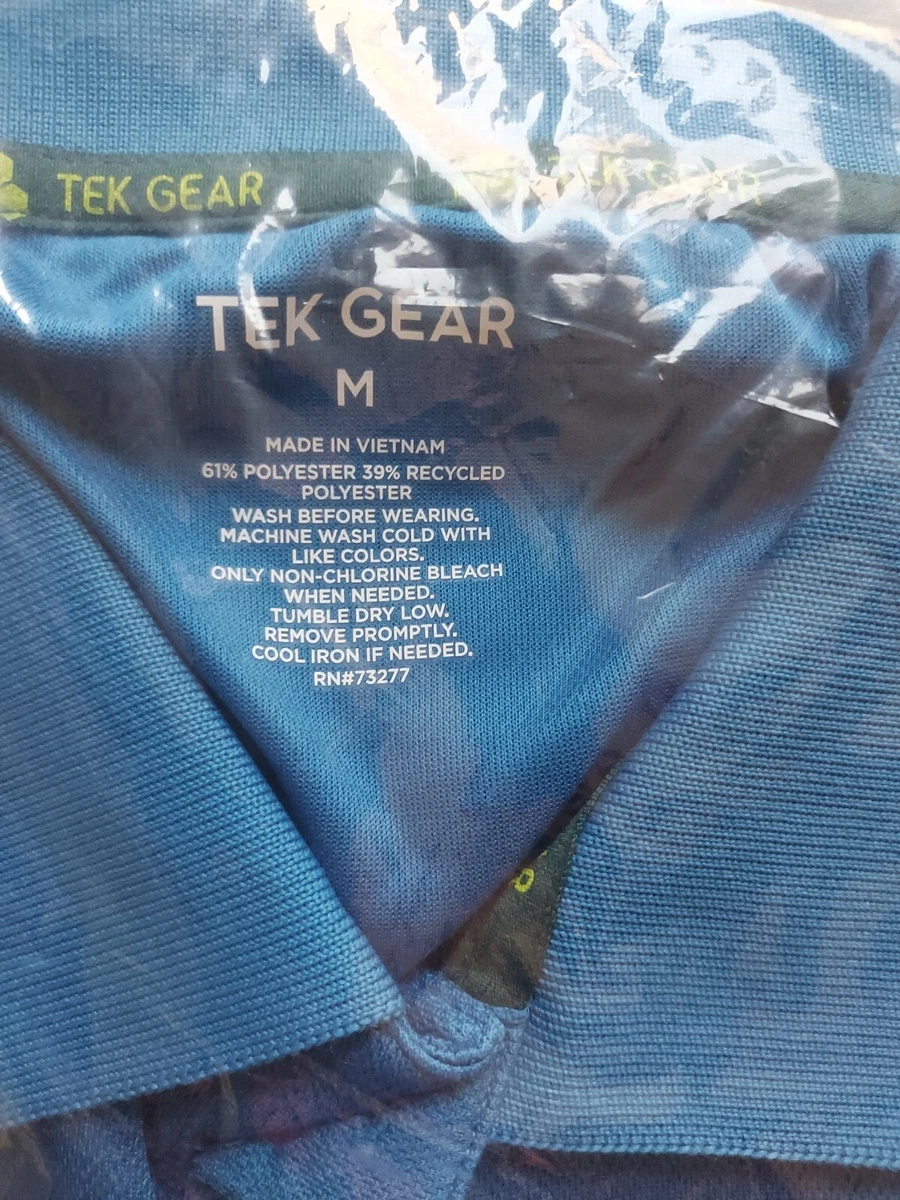 TEK GEAR TEK GEAR
TEK GEAR
M
MADE IN VIETNAM
61% POLYESTER 39% RECYCLED
POLYESTER
WASH BEFORE WEARING.
MACHINE WASH COLD WITH
LIKE COLORS.
ONLY NON-CHLORINE BLEACH
WHEN NEEDED.
TUMBLE DRY LOW.
REMOVE PROMPTLY.
COOL IRON IF NEEDED.
RN#73277